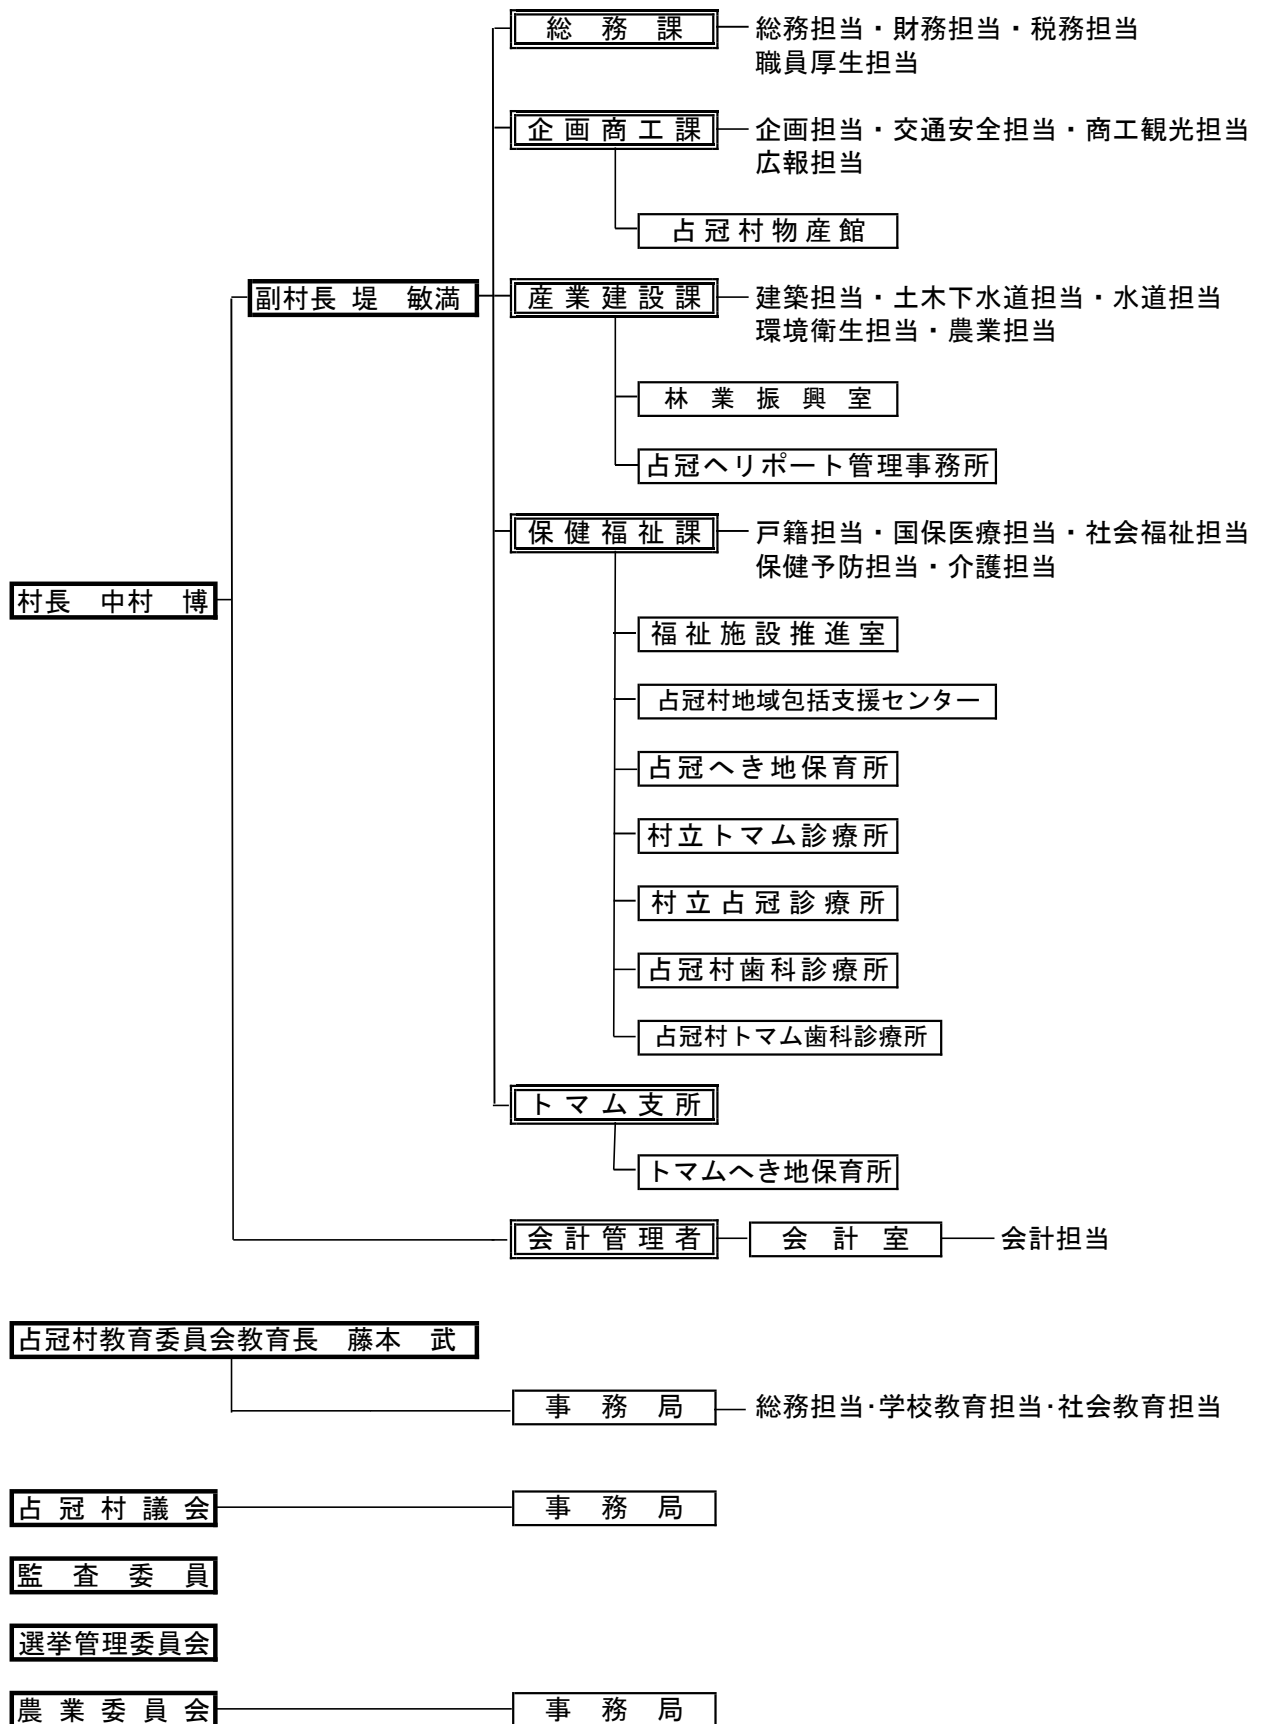 総務課
総務担当・財務担当・税務担当
職員厚生担当
企画商工課
企画担当・交通安全担当・商工観光担当
広報担当
占冠村物産館
副村長 堤　敏満
産業建設課
建築担当・土木下水道担当・水道担当
環境衛生担当・農業担当
林業振興室
占冠ヘリポート管理事務所
保健福祉課
戸籍担当・国保医療担当・社会福祉担当
保健予防担当・介護担当
村長　中村　博
福祉施設推進室
占冠村地域包括支援センター
占冠へき地保育所
村立トマム診療所
村立占冠診療所
占冠村歯科診療所
占冠村トマム歯科診療所
トマム支所
トマムへき地保育所
会計管理者
会計室
会計担当
占冠村教育委員会教育長　藤本　武
事務局
総務担当･学校教育担当･社会教育担当
占冠村議会
事務局
監査委員
選挙管理委員会
農業委員会
事務局